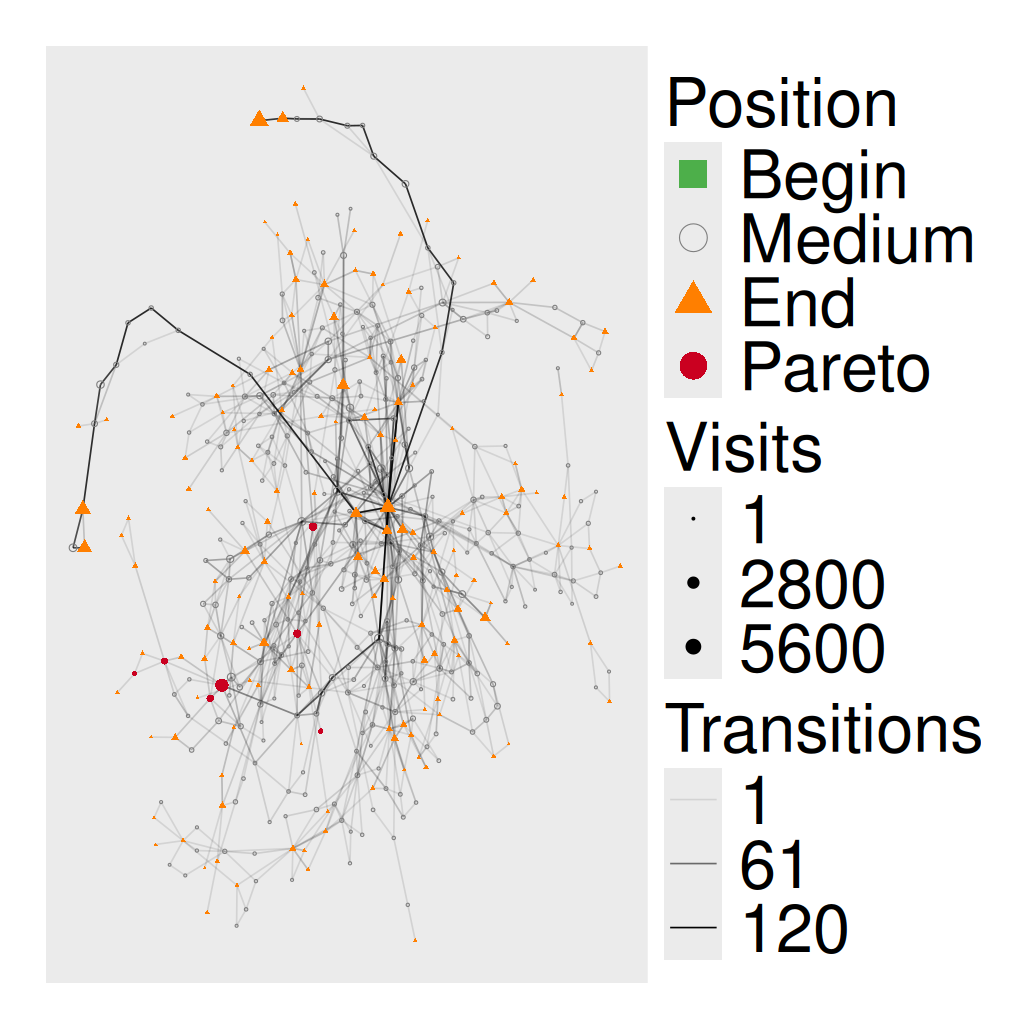 Position
Begin
Medium
End
Pareto
Visits
1
2800
5600
Transitions
1
61
120